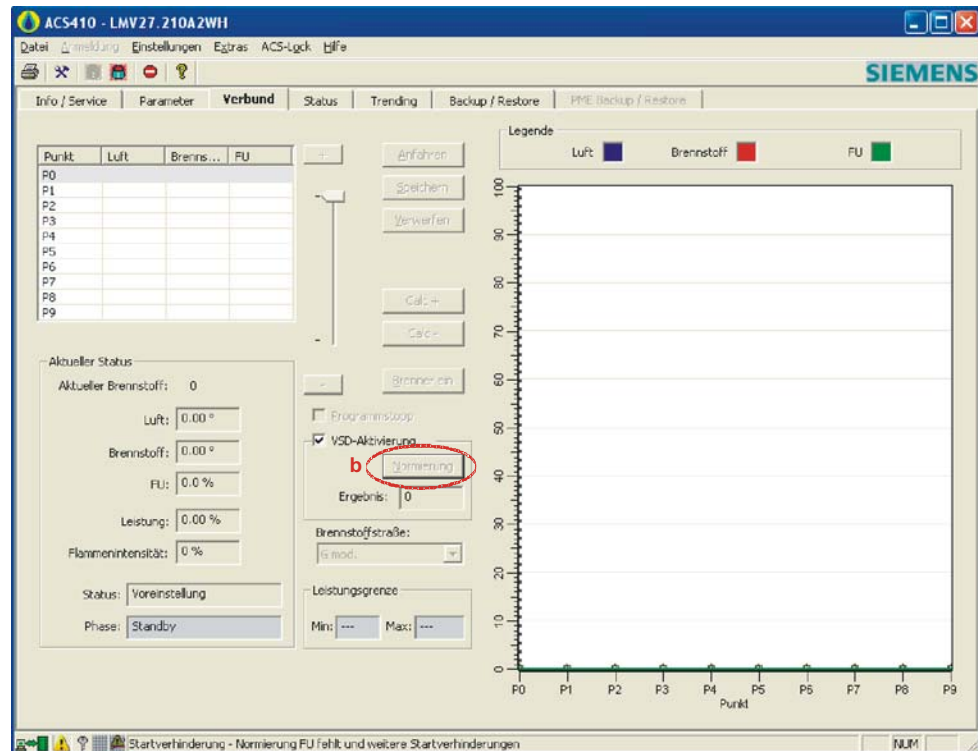 ACS410 - LMV27.210A2WH
Datei Anmeldung Einstellungen Extras ACS-Lock Hilfe
SIEMENS
Info / Service Parameter Verbund Status Trending Backup / Restore PME Backup / Restore
Punkt Luft Brenns... FU
P0
P1
P2
P3
P4
P5
P6
P7
P8
P9
+
-
-
-
Anfahren
Speichern
Verwerfen
Calc +
Calc -
Brenner ein
Programmstopp
VSD-Aktivierung
b Normierung
Ergebnis: 0
Brennstoffstraße:
G mod.
Leistungsgrenze
Min: --- Max: ---
Aktueller Status
Aktueller Brennstoff: 0
Luft: 0.00 °
Brennstoff: 0.00 °
FU: 0.0 %
Leistung: 0.00 %
Flammenintensität: 0 %
Status: Voreinstellung
Phase: Standby
Legende
Luft Brennstoff FU
100
90
80
70
60
50
40
30
20
10
0
P0 P1 P2 P3 P4 P5 P6 P7 P8 P9
Punkt
Startverhinderung - Normierung FU fehlt und weitere Startverhinderungen
NUM